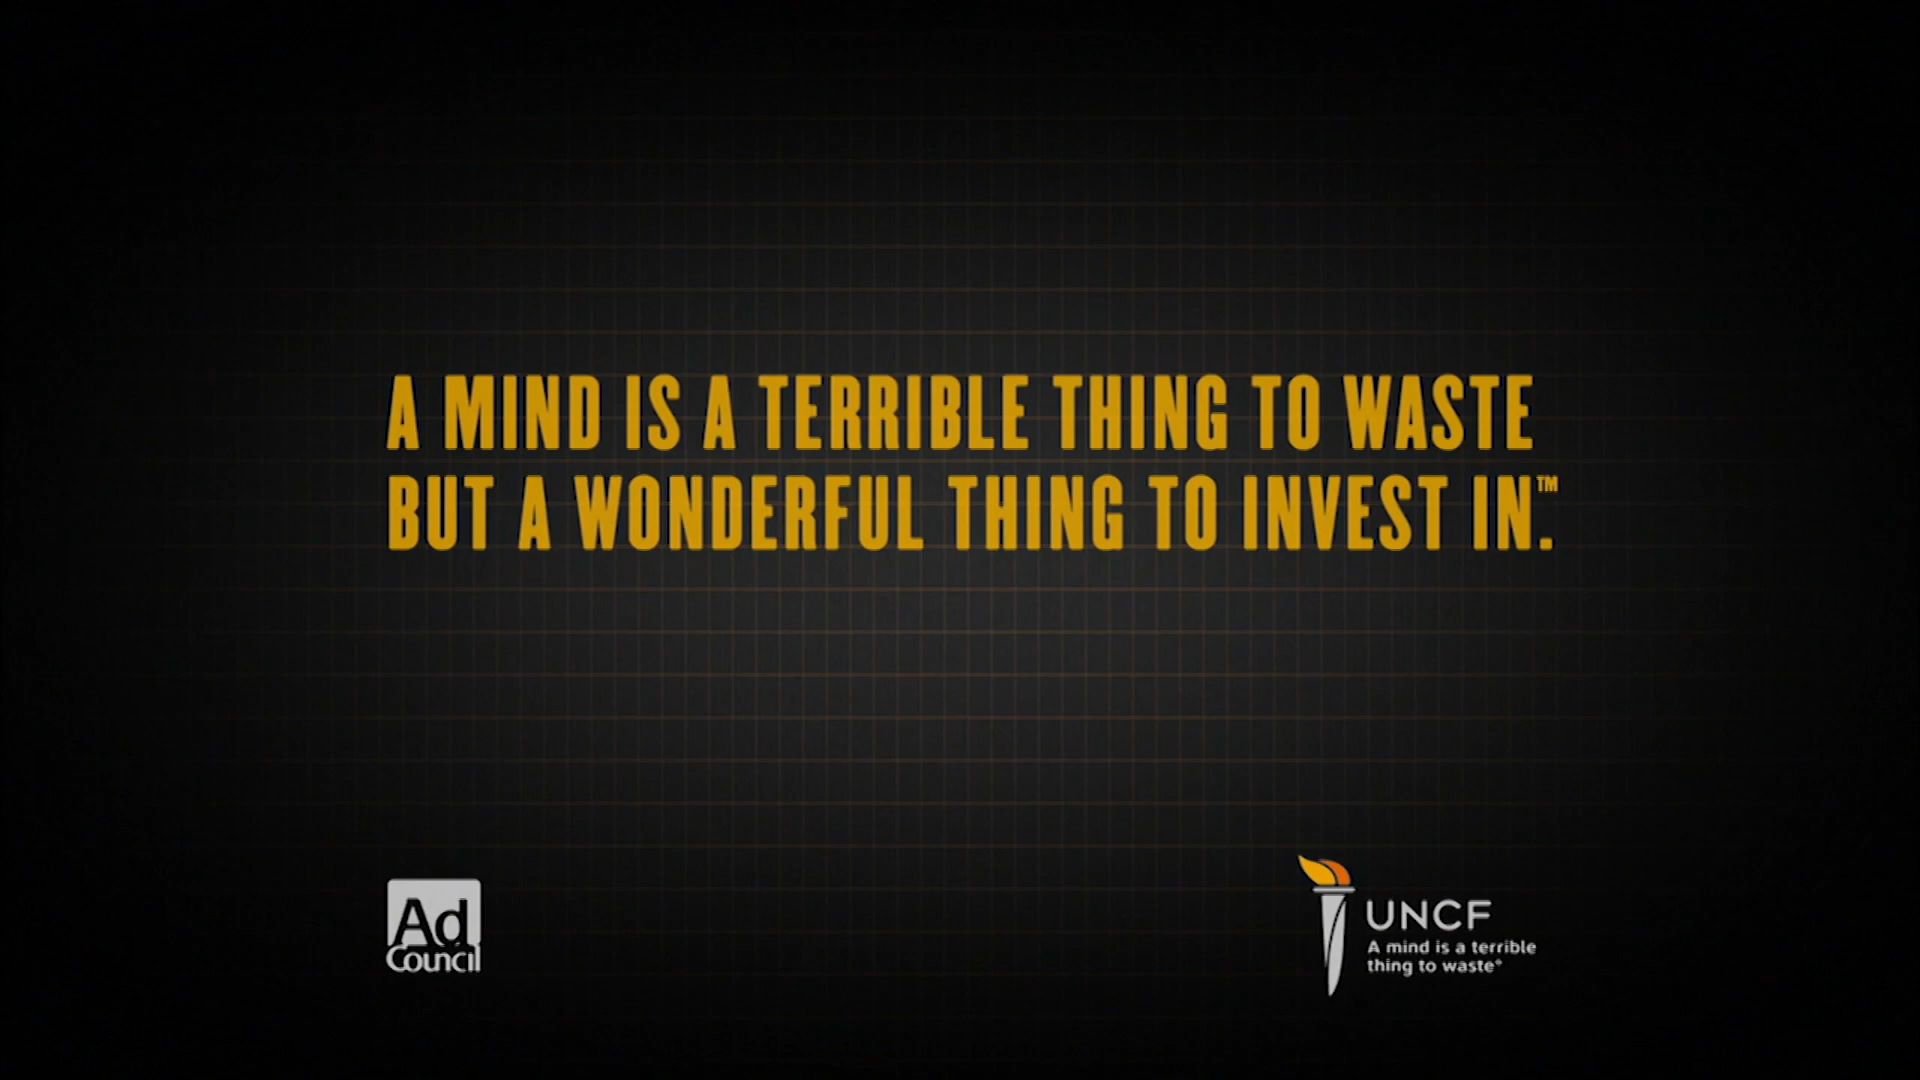 A MIND IS A TERRIBLE THING TO WASTE
BUT A WONDERFUL THING TO INVEST IN.™
Ad
Council
UNCF
A mind is a terrible
thing to waste®